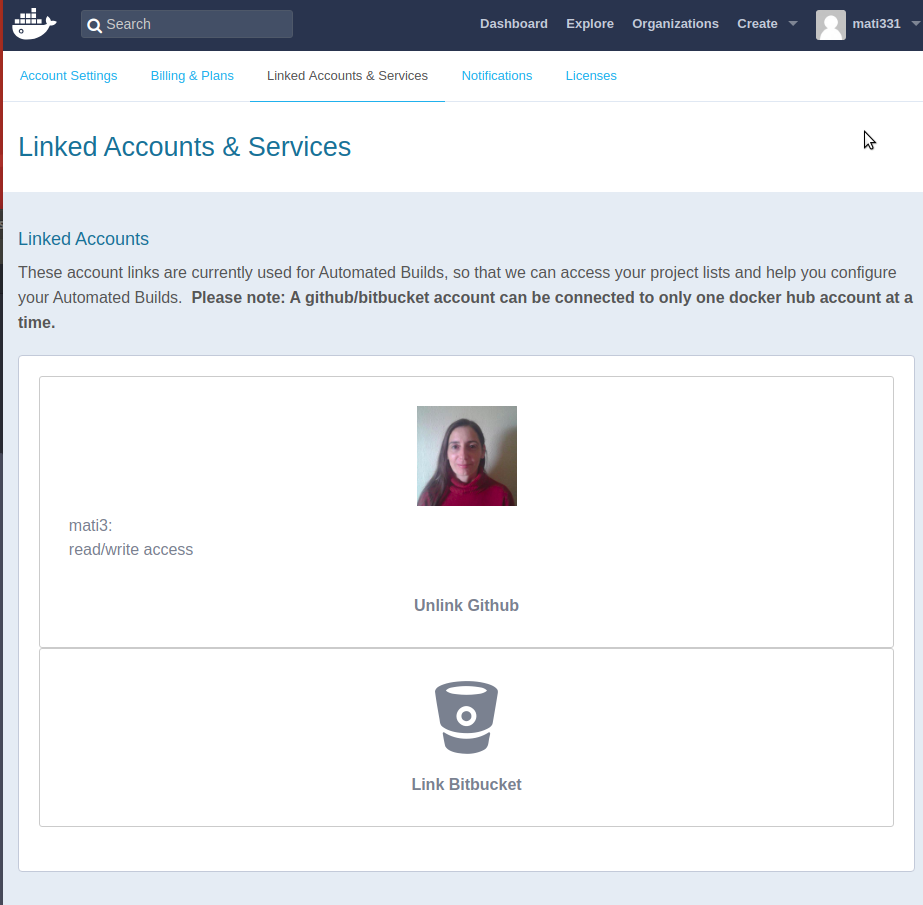 Search
Dashboard Explore Organizations Create mati331
Account Settings Billing & Plans Linked Accounts & Services Notifications Licenses
Linked Accounts & Services
Linked Accounts
These account links are currently used for Automated Builds, so that we can access your project lists and help you configure
your Automated Builds. Please note: A github/bitbucket account can be connected to only one docker hub account at a
time.
mati3:
read/write access
Unlink Github
Link Bitbucket